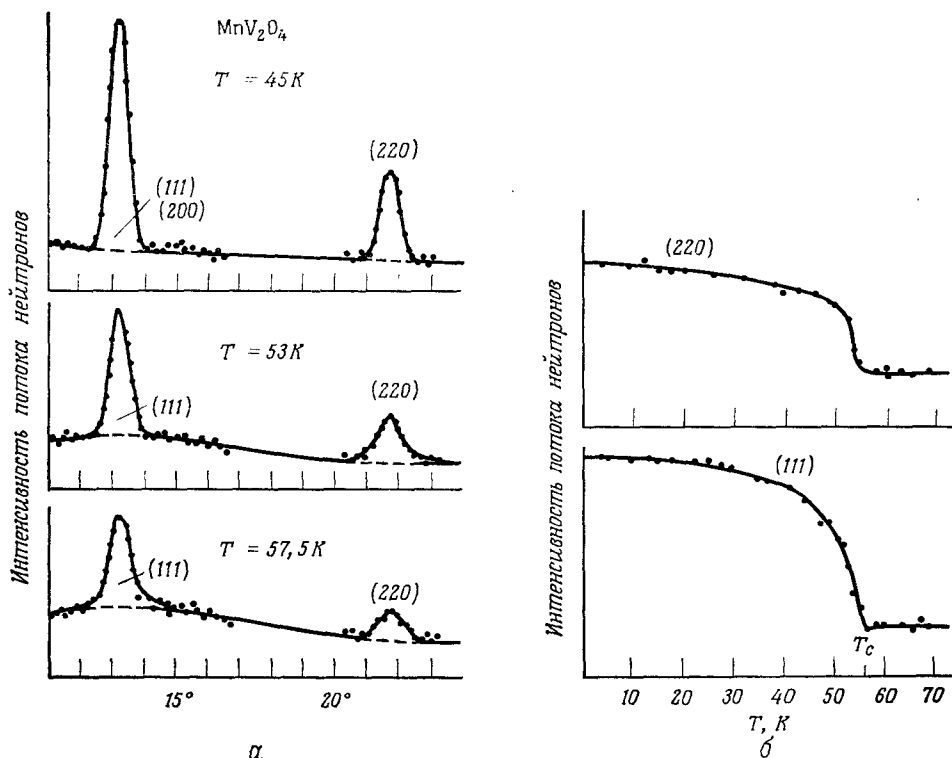 MnV₂O₄
T = 45K
(220)
(111)
(200)
T = 53K
(220)
(111)
T = 57,5K
(220)
(111)
15° 20°
Интенсивность потока нейтронов
а
(220)
(111)
Tc
Интенсивность потока нейтронов
10 20 30 40 50 60 70
T, K
б